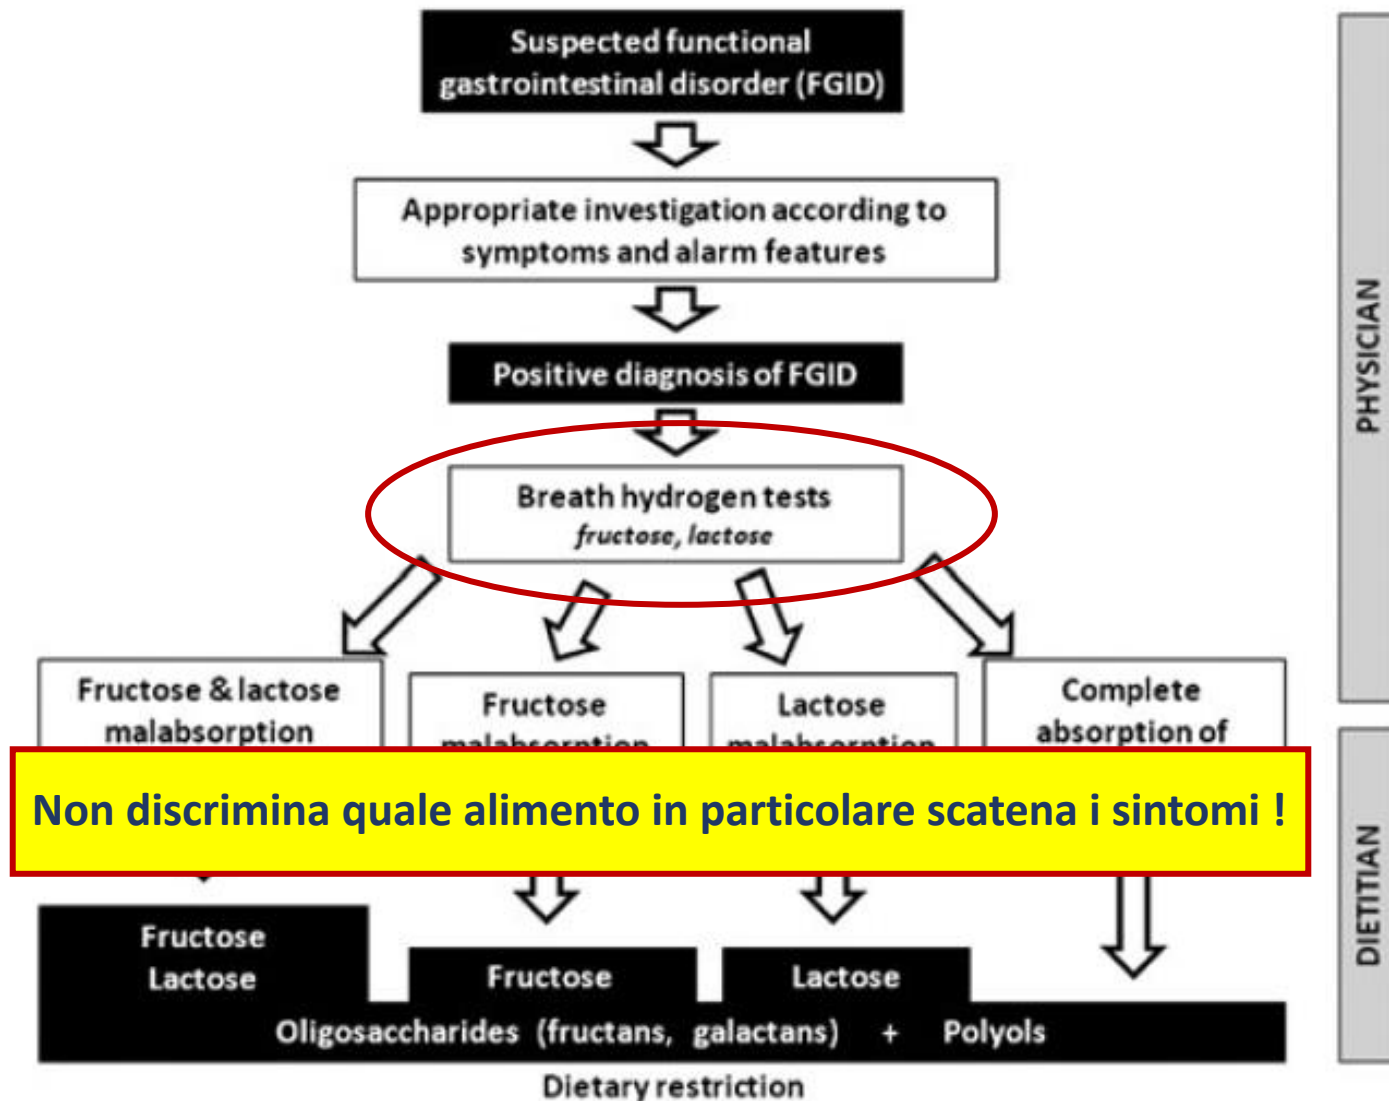 Suspected functional
gastrointestinal disorder (FGID)
Appropriate investigation according to
symptoms and alarm features
Positive diagnosis of FGID
Breath hydrogen tests
fructose, lactose
Fructose & lactose
malabsorption
Fructose
malabsorption
Lactose
malabsorption
Complete
absorption of
Non discrimina quale alimento in particolare scatena i sintomi !
Fructose
Lactose
Fructose
Lactose
Oligosaccharides (fructans, galactans) + Polyols
Dietary restriction
PHYSICIAN
DIETITIAN